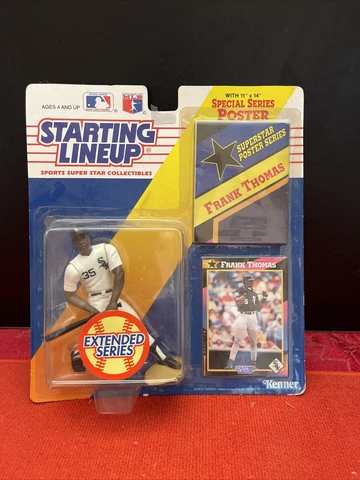 AGES 4 AND UP
WITH 11" x 14"
SPECIAL SERIES
POSTER
STARTING
LINEUP
SPORTS SUPER STAR COLLECTIBLES
SUPERSTAR
POSTER SERIES
FRANK THOMAS
35
EXTENDED
SERIES
FRANK THOMAS
Kenner